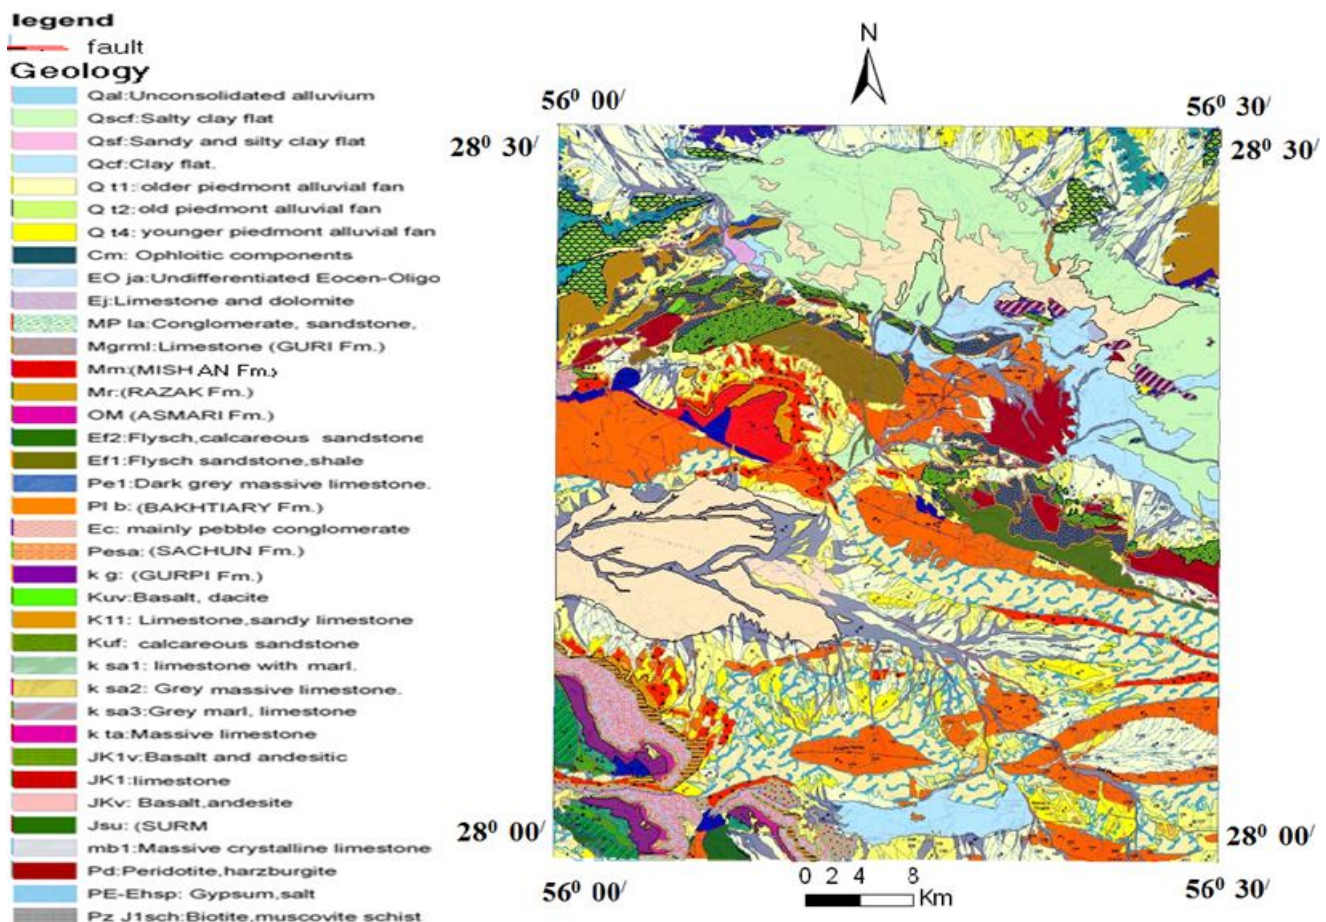 legend
fault
Geology
Qal:Unconsolidated alluvium
Qscf:Salty clay flat
Qsf:Sandy and silty clay flat
Qcf:Clay flat.
Q t1: older piedmont alluvial fan
Q t2: old piedmont alluvial fan
Q t4: younger piedmont alluvial fan
Cm: Ophloitic components
EO ja:Undifferentiated Eocen-Oligo
Ej:Limestone and dolomite
MP la:Conglomerate, sandstone,
Mgrml:Limestone (GURI Fm.)
Mm:(MISH AN Fm.)
Mr:(RAZAK Fm.)
OM (ASMARI Fm.)
Ef2:Flysch,calcareous sandstone
Ef1:Flysch sandstone,shale
Pe1:Dark grey massive limestone.
Pl b:(BAKHTIARY Fm.)
Ec: mainly pebble conglomerate
Pesa: (SACHUN Fm.)
k g: (GURPI Fm.)
Kuv: Basalt, dacite
K11: Limestone,sandy limestone
Kuf: calcareous sandstone
k sa1: limestone with marl.
k sa2: Grey massive limestone.
k sa3:Grey marl, limestone
k ta:Massive limestone
JK1v:Basalt and andesitic
JK1:limestone
JKv: Basalt,andesite
Jsu: (SURM
mb1:Massive crystalline limestone
Pd:Peridotite,harzburgite
PE-Ehsp: Gypsum,salt
Pz J1sch:Biotite,muscovite schist
N
56⁰ 00/
56⁰ 30/
28⁰ 30/
28⁰ 30/
28⁰ 00/
28⁰ 00/
56⁰ 00/
56⁰ 30/
0 2 4 8
Km